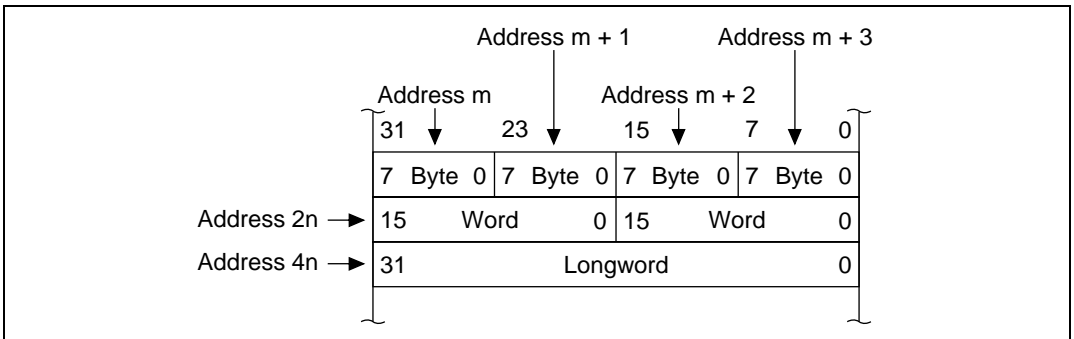 Address m + 1 Address m + 3
Address m Address m + 2
31 23 15 7 0
7 Byte 0 7 Byte 0 7 Byte 0 7 Byte 0
Address 2n 15 Word 0 15 Word 0
Address 4n 31 Longword 0